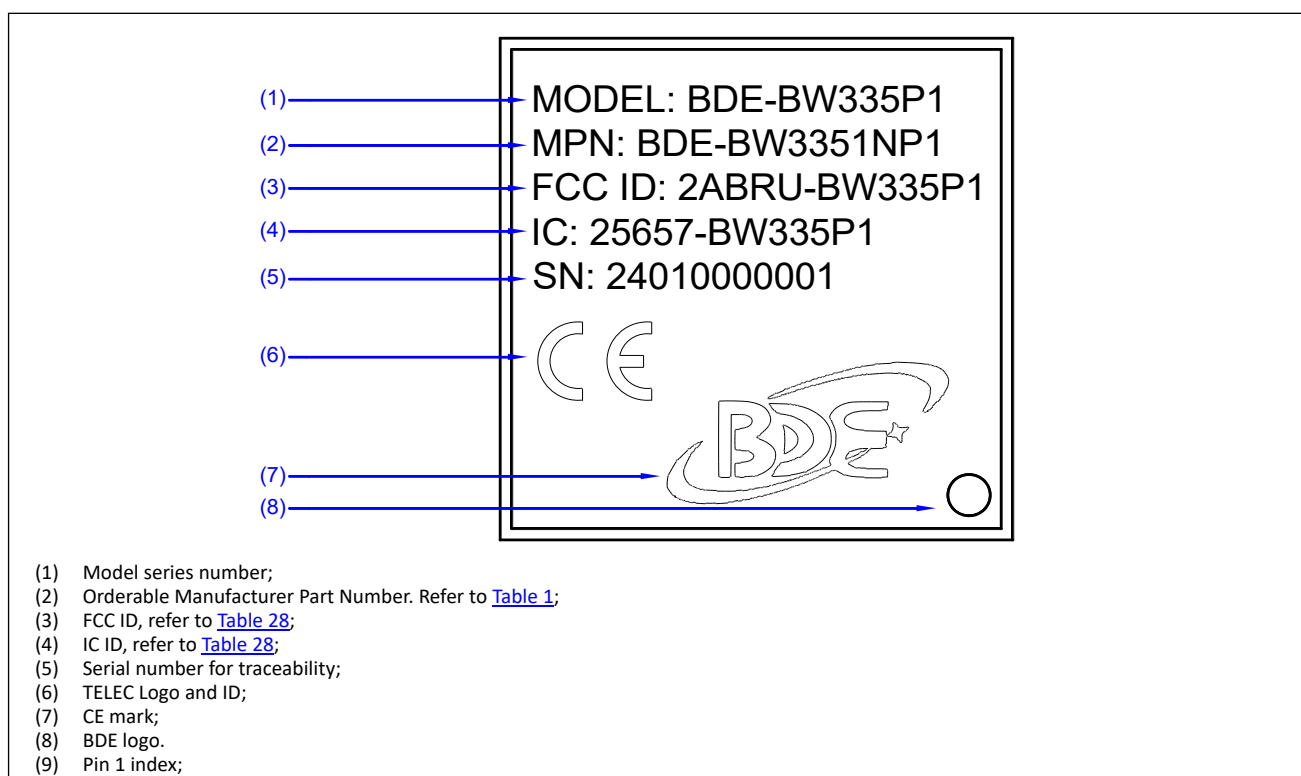 (1) MODEL: BDE-BW335P1
(2) MPN: BDE-BW3351NP1
(3) FCC ID: 2ABRU-BW335P1
(4) IC: 25657-BW335P1
(5) SN: 24010000001
(6) CE
BDE
(7)
(8)
(1) Model series number;
(2) Orderable Manufacturer Part Number. Refer to Table 1;
(3) FCC ID, refer to Table 28;
(4) IC ID, refer to Table 28;
(5) Serial number for traceability;
(6) TELEC Logo and ID;
(7) CE mark;
(8) BDE logo.
(9) Pin 1 index;